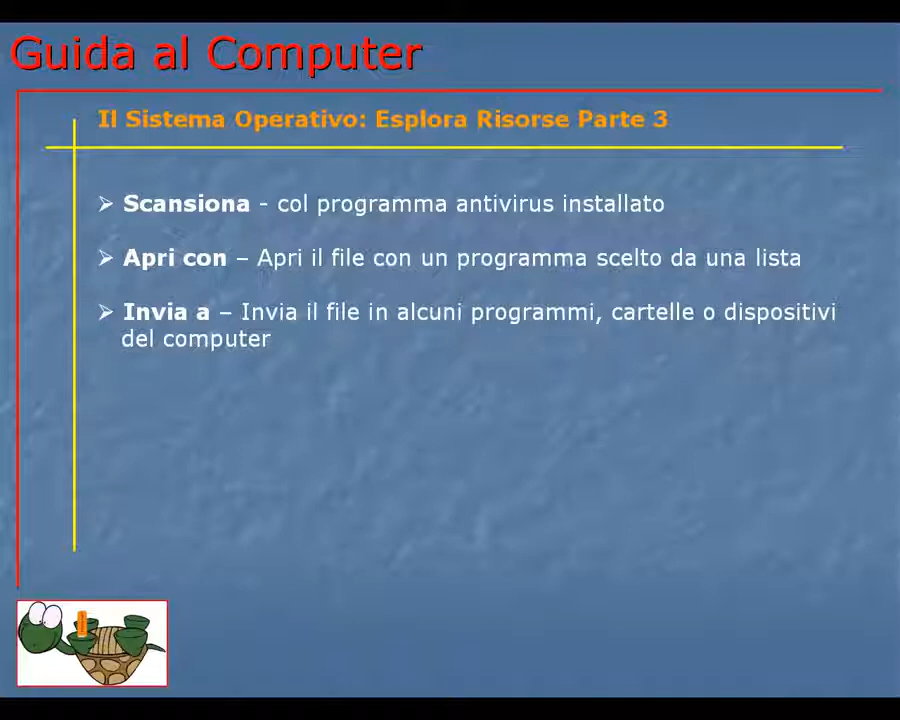 Guida al Computer
Il Sistema Operativo: Esplora Risorse Parte 3
➢ Scansiona - col programma antivirus installato
➢ Apri con – Apri il file con un programma scelto da una lista
➢ Invia a – Invia il file in alcuni programmi, cartelle o dispositivi
del computer